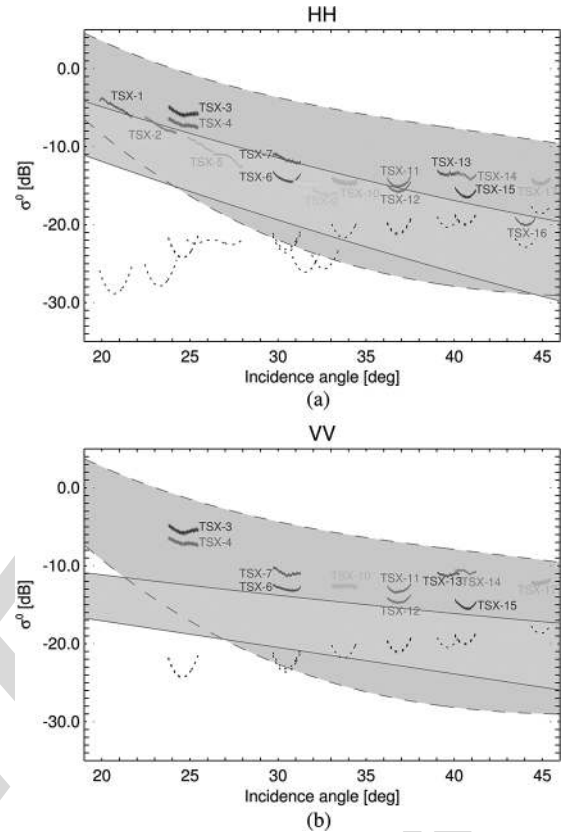 HH
0.0
-10.0
-20.0
-30.0
σ⁰ [dB]
TSX-1
TSX-2
TSX-3
TSX-4
TSX-5
TSX-7
TSX-6
TSX-10
TSX-11
TSX-12
TSX-13
TSX-14
TSX-15
TSX-16
20 25 30 35 40 45
Incidence angle [deg]
(a)
VV
0.0
-10.0
-20.0
-30.0
σ⁰ [dB]
TSX-3
TSX-4
TSX-7
TSX-6
TSX-10
TSX-11
TSX-12
TSX-13
TSX-14
TSX-15
20 25 30 35 40 45
Incidence angle [deg]
(b)